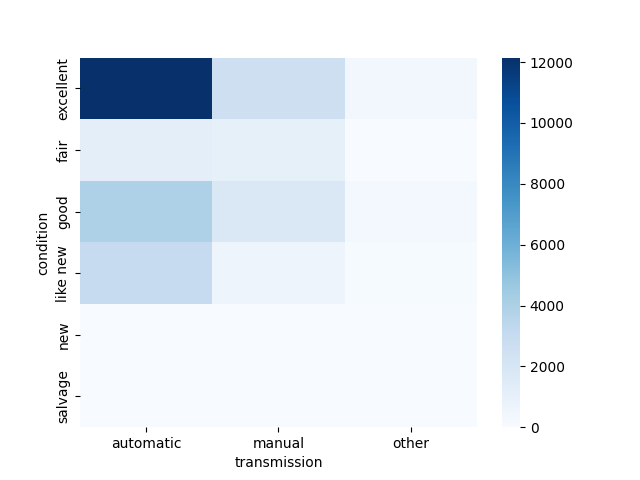 condition
excellent
fair
good
like new
new
salvage
automatic manual other
transmission
12000
10000
8000
6000
4000
2000
0